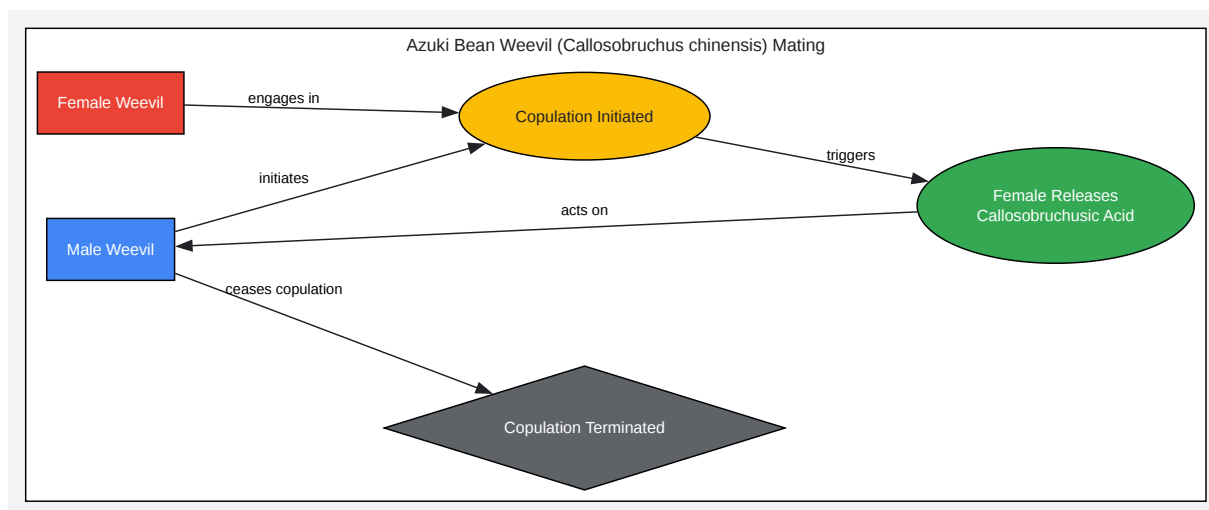 Azuki Bean Weevil (Callosobruchus chinensis) Mating
Female Weevil
engages in
Copulation Initiated
triggers
Female Releases
Callosobruchusic Acid
initiates
acts on
Male Weevil
ceases copulation
Copulation Terminated